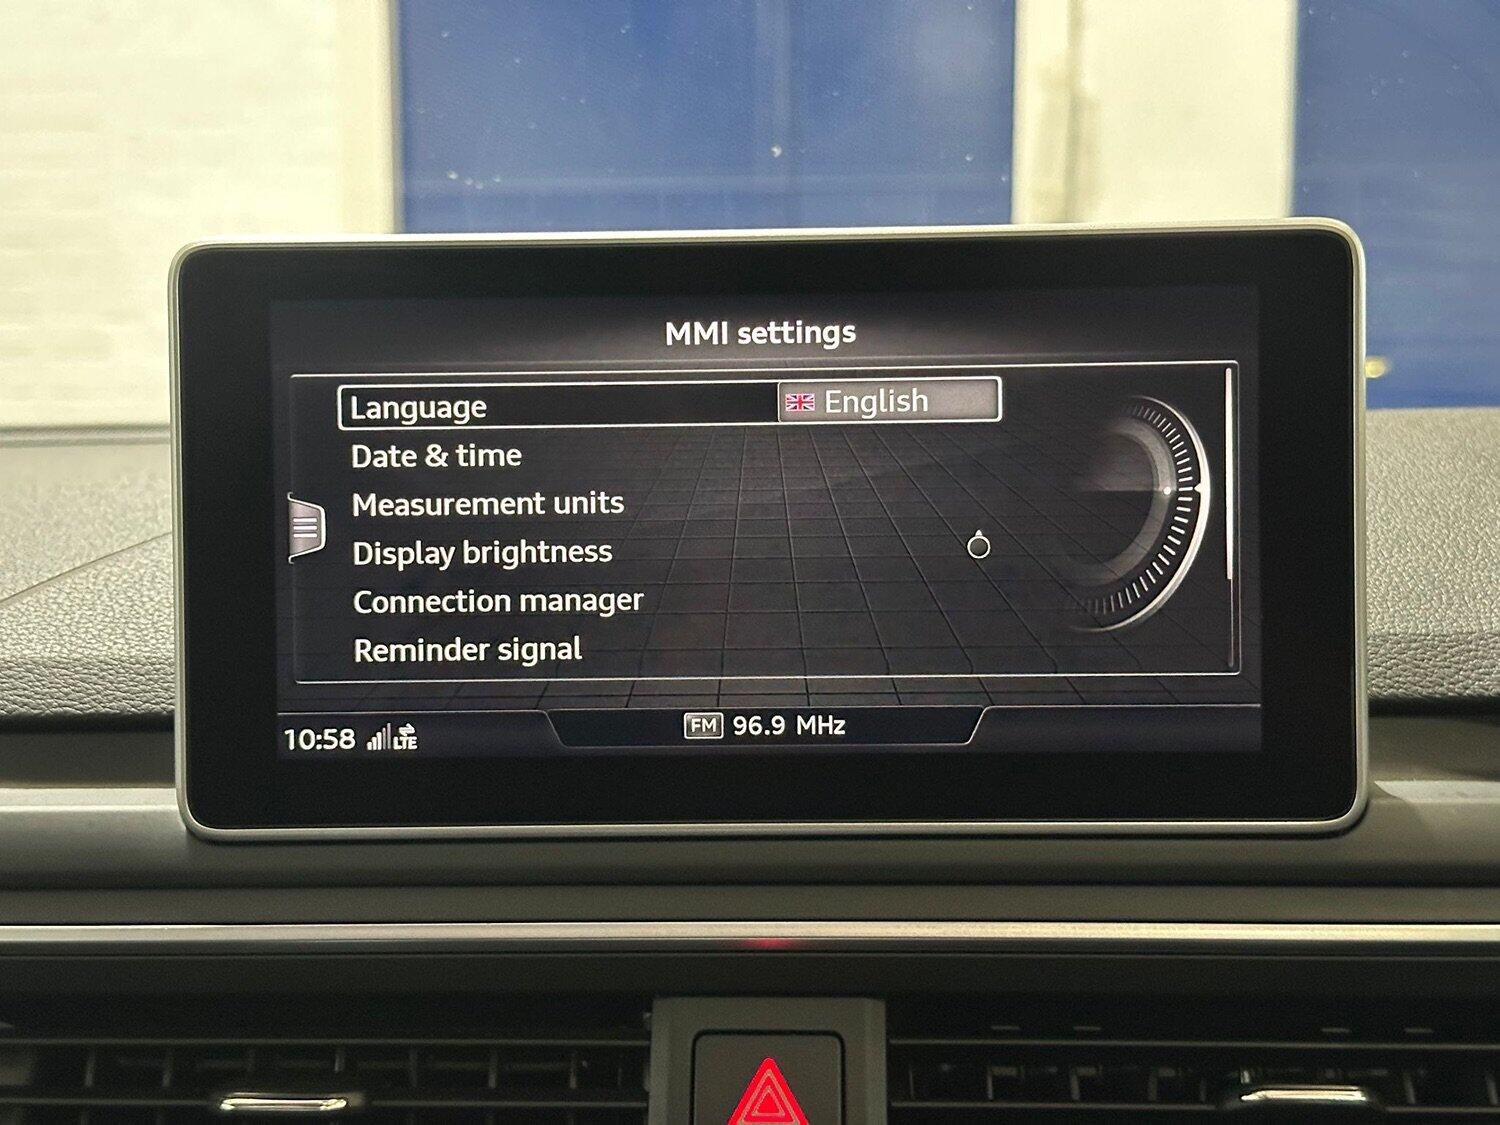 MMI settings
Language English
Date & time
Measurement units
Display brightness
Connection manager
Reminder signal
10:58 LTE FM 96.9 MHz